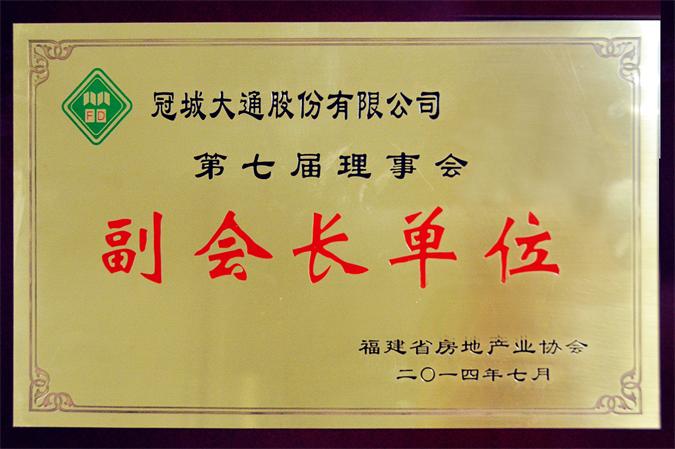 FD
冠城大通股份有限公司
第七届理事会
副会长单位
福建省房地产业协会
二〇一四年七月